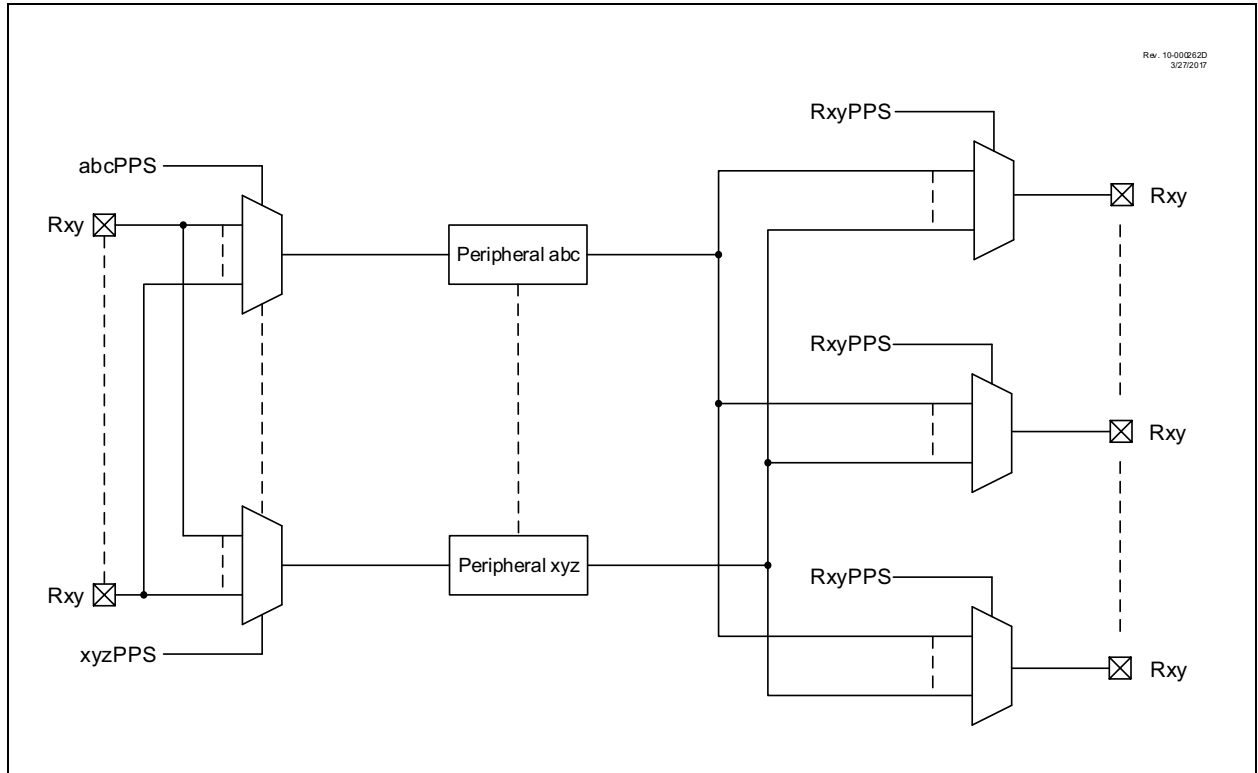 Rev. 10-000262D
3/27/2017
RxyPPS
abcPPS
Rxy
Rxy
Peripheral abc
RxyPPS
Rxy
Peripheral xyz
RxyPPS
Rxy
xyzPPS
Rxy